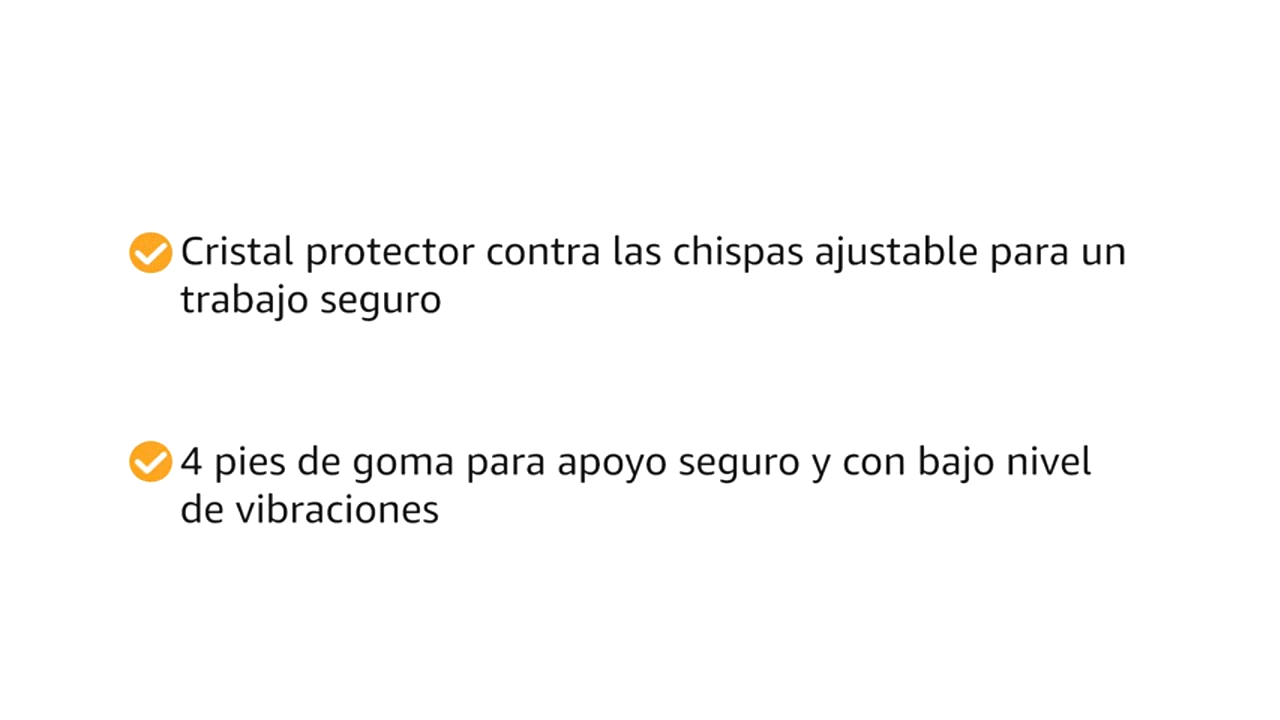 Cristal protector contra las chispas ajustable para un
trabajo seguro
4 pies de goma para apoyo seguro y con bajo nivel
de vibraciones